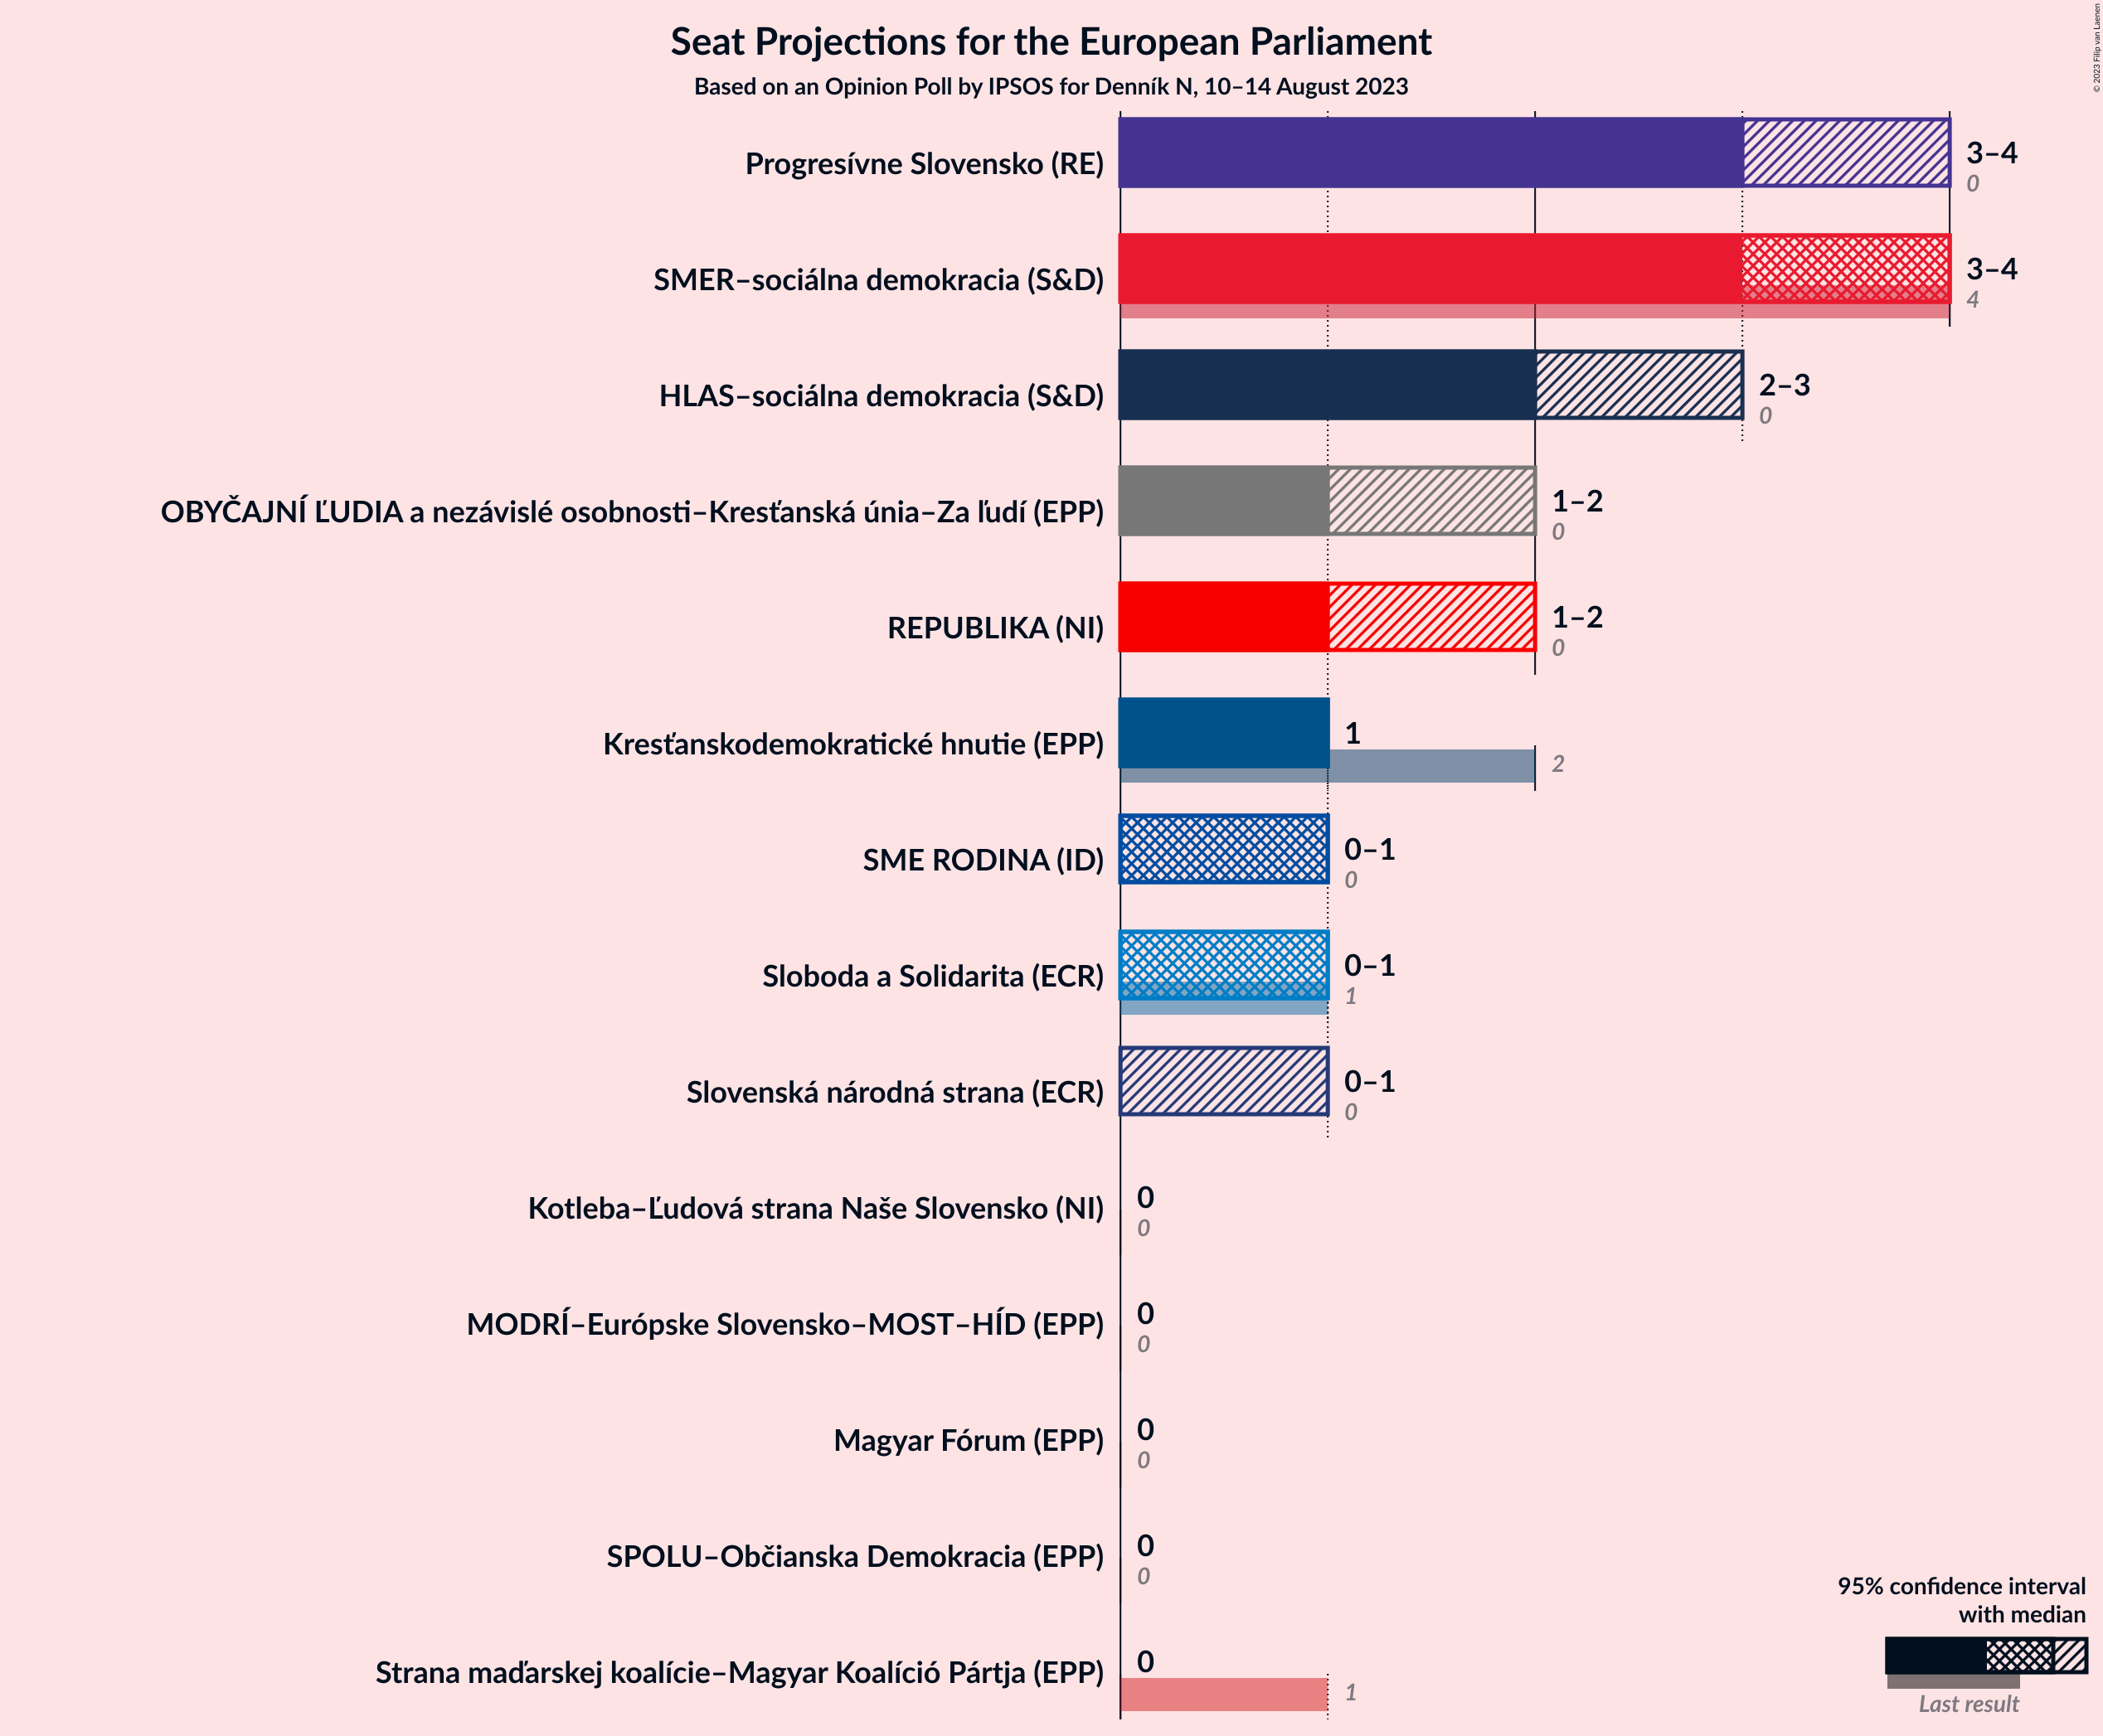 Seat Projections for the European Parliament
Based on an Opinion Poll by IPSOS for Denník N, 10–14 August 2023
© 2023 Filip van Laenen
Progresívne Slovensko (RE)
3–4
0
SMER–sociálna demokracia (S&D)
3–4
4
HLAS–sociálna demokracia (S&D)
2–3
0
OBYČAJNÍ ĽUDIA a nezávislé osobnosti–Kresťanská únia–Za ľudí (EPP)
1–2
0
REPUBLIKA (NI)
1–2
0
Kresťanskodemokratické hnutie (EPP)
1
2
SME RODINA (ID)
0–1
0
Sloboda a Solidarita (ECR)
0–1
1
Slovenská národná strana (ECR)
0–1
0
Kotleba–Ľudová strana Naše Slovensko (NI)
0
0
MODRÍ–Európske Slovensko–MOST–HÍD (EPP)
0
0
Magyar Fórum (EPP)
0
0
SPOLU–Občianska Demokracia (EPP)
0
0
Strana maďarskej koalície–Magyar Koalíció Pártja (EPP)
0
1
95% confidence interval
with median
Last result